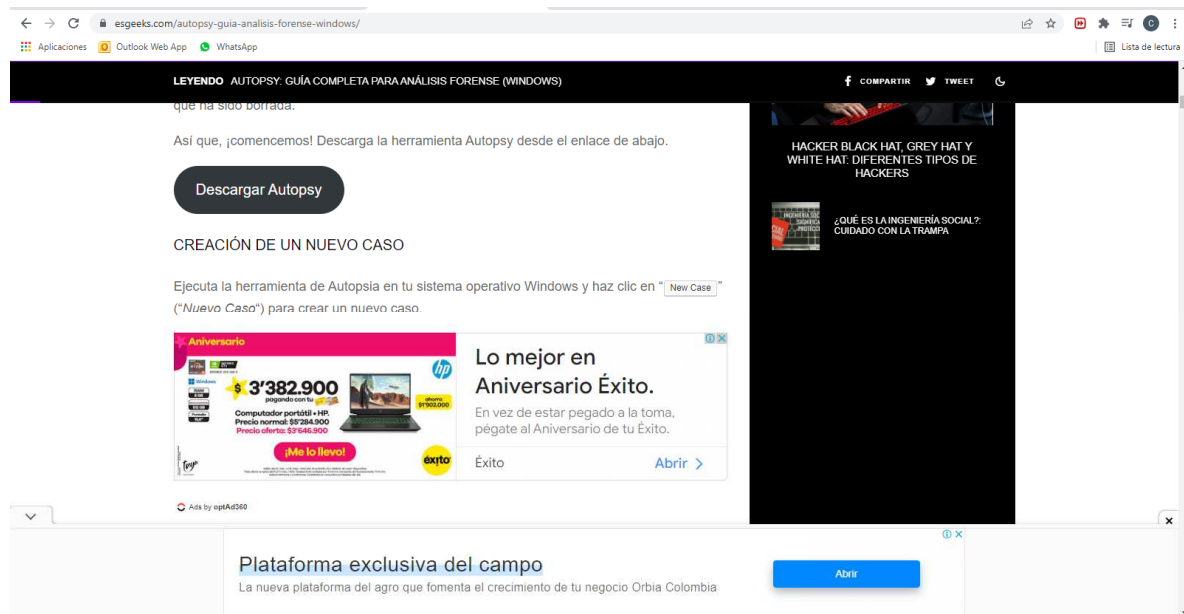 esgeeks.com/autopsy-guia-analisis-forense-windows/
C
Aplicaciones Outlook Web App WhatsApp
Lista de lectura
LEYENDO AUTOPSY: GUÍA COMPLETA PARA ANÁLISIS FORENSE (WINDOWS)
COMPARTIR TWEET
que ha sido borrada.
Así que, ¡comencemos! Descarga la herramienta Autopsy desde el enlace de abajo.
Descargar Autopsy
CREACIÓN DE UN NUEVO CASO
Ejecuta la herramienta de Autopsia en tu sistema operativo Windows y haz clic en “ New Case ”
(“Nuevo Caso“) para crear un nuevo caso.
HACKER BLACK HAT, GREY HAT Y
WHITE HAT: DIFERENTES TIPOS DE
HACKERS
¿QUÉ ES LA INGENIERÍA SOCIAL?:
CUIDADO CON LA TRAMPA
Aniversario
Windows
$ 3'382.900
pagando con tu
Computador portátil • HP.
Precio normal: $5'284.900
Precio oferta: $3'646.900
ahorra
$1'902.000
hp
¡Me lo llevo!
éxito
Lo mejor en
Aniversario Éxito.
En vez de estar pegado a la toma,
pégate al Aniversario de tu Éxito.
Éxito
Abrir
Ads by optAd360
Plataforma exclusiva del campo
La nueva plataforma del agro que fomenta el crecimiento de tu negocio Orbia Colombia
Abrir